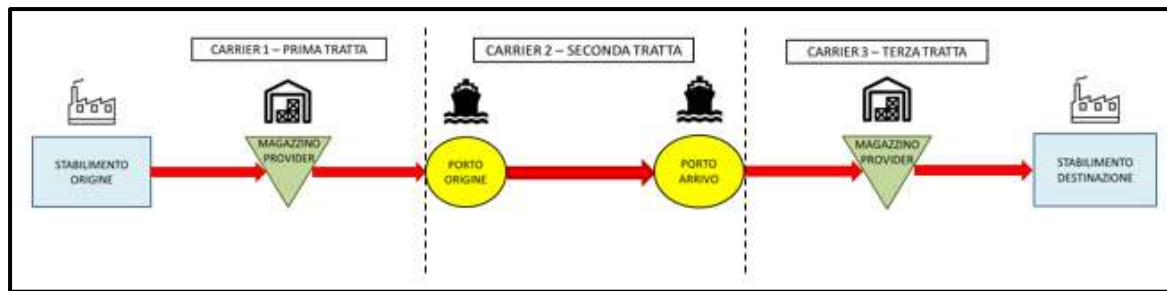 CARRIER 1 – PRIMA TRATTA
CARRIER 2 – SECONDA TRATTA
CARRIER 3 – TERZA TRATTA
STABILIMENTO
ORIGINE
MAGAZZINO
PROVIDER
PORTO
ORIGINE
PORTO
ARRIVO
MAGAZZINO
PROVIDER
STABILIMENTO
DESTINAZIONE